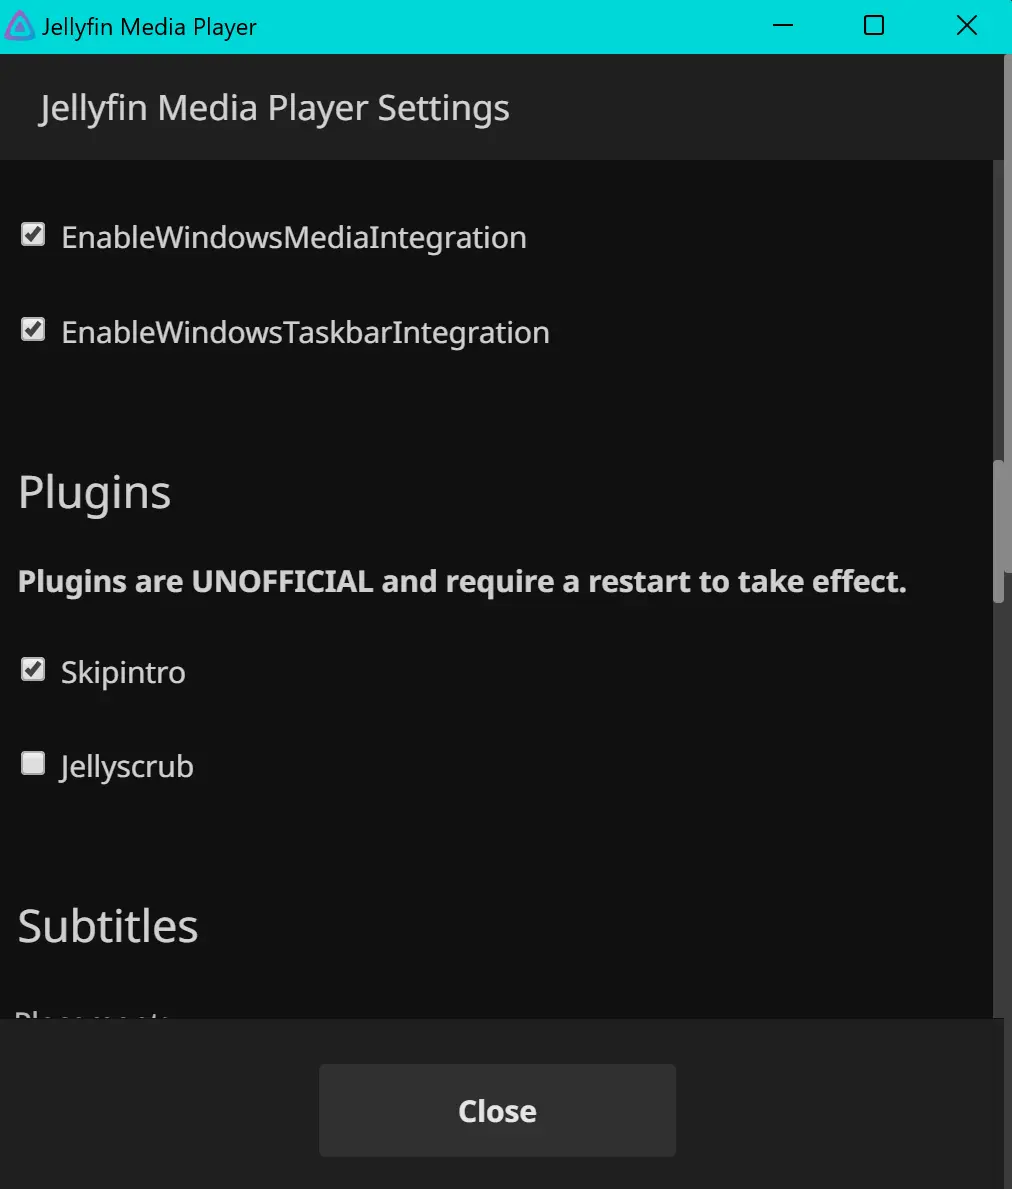 Jellyfin Media Player
Jellyfin Media Player Settings
EnableWindowsMediaIntegration
EnableWindowsTaskbarIntegration
Plugins
Plugins are UNOFFICIAL and require a restart to take effect.
Skipintro
Jellyscrub
Subtitles
Close